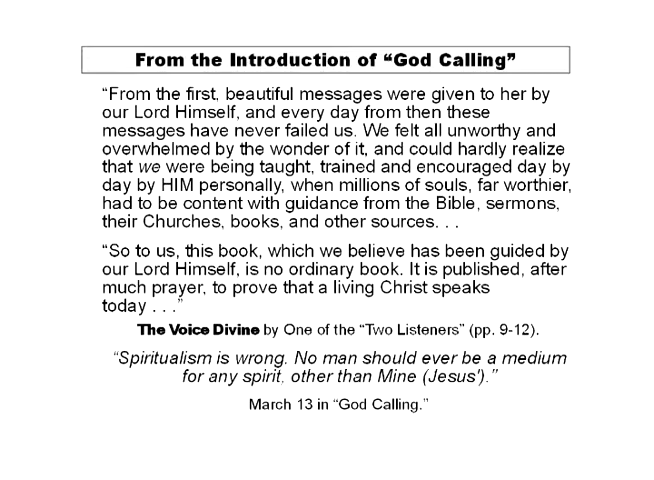 From the Introduction of “God Calling”
“From the first, beautiful messages were given to her by
our Lord Himself, and every day from then these
messages have never failed us. We felt all unworthy and
overwhelmed by the wonder of it, and could hardly realize
that we were being taught, trained and encouraged day by
day by HIM personally, when millions of souls, far worthier,
had to be content with guidance from the Bible, sermons,
their Churches, books, and other sources. . .
“So to us, this book, which we believe has been guided by
our Lord Himself, is no ordinary book. It is published, after
much prayer, to prove that a living Christ speaks
today . . .”
The Voice Divine by One of the “Two Listeners” (pp. 9-12).
“Spiritualism is wrong. No man should ever be a medium
for any spirit, other than Mine (Jesus').”
March 13 in “God Calling.”